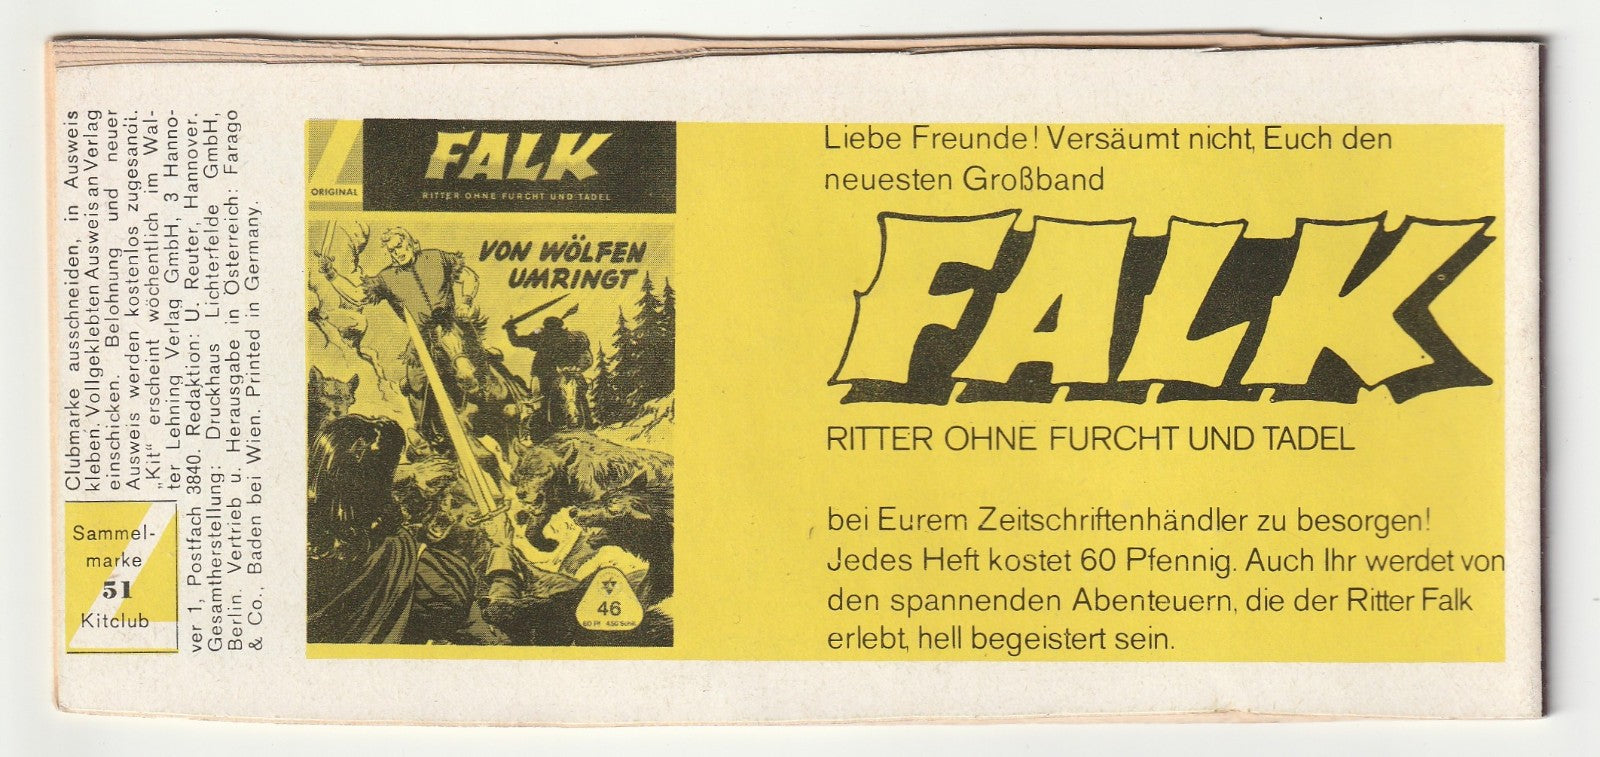 Clubmarke ausschneiden, in Ausweis
kleben. Vollgeklebten Ausweis an Verlag
einschicken. Belohnung und neuer
Ausweis werden kostenlos zugesandt.
„Kit“ erscheint wöchentlich im Wal-
ter Lehning Verlag GmbH, 3 Hanno-
ver 1, Postfach 3840. Redaktion: U. Reuter, Hannover.
Gesamtherstellung: Druckhaus Lichterfelde GmbH,
Berlin. Vertrieb u. Herausgabe in Österreich: Farago
& Co., Baden bei Wien. Printed in Germany.
Sammel-
marke
51
Kitclub
ORIGINAL
FALK
RITTER OHNE FURCHT UND TADEL
VON WÖLFEN
UMRINGT
46
60 Pf 4.50 Schill.
Liebe Freunde! Versäumt nicht, Euch den
neuesten Großband
FALK
RITTER OHNE FURCHT UND TADEL
bei Eurem Zeitschriftenhändler zu besorgen!
Jedes Heft kostet 60 Pfennig. Auch Ihr werdet von
den spannenden Abenteuern, die der Ritter Falk
erlebt, hell begeistert sein.